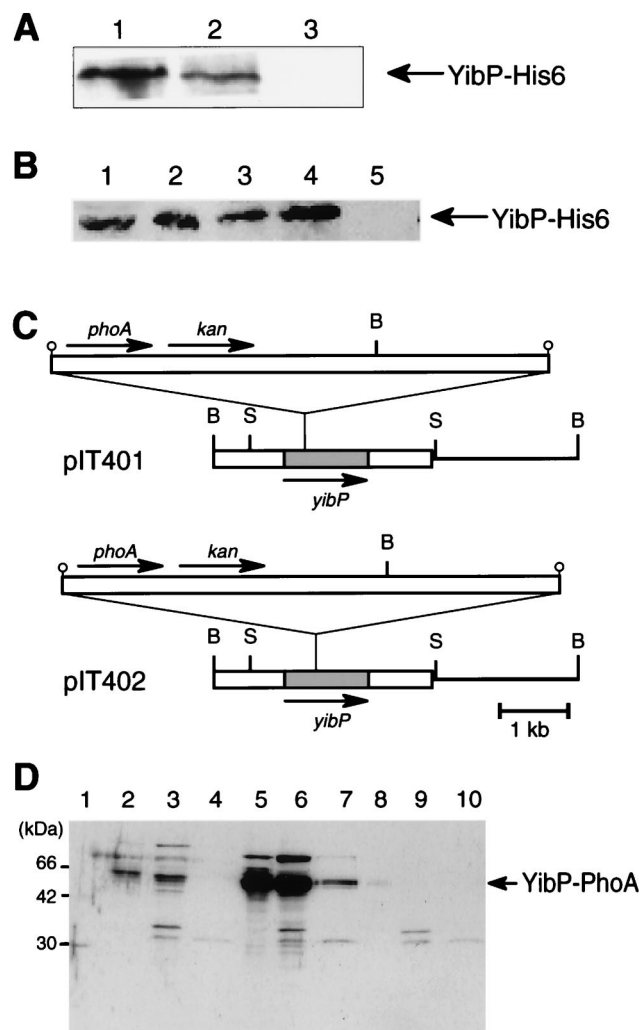 A
1 2 3
YibP-His6
B
1 2 3 4 5
YibP-His6
C
phoA kan B
B S S B
pIT401
yibP
phoA kan B
B S S B
pIT402
yibP
1 kb
D
1 2 3 4 5 6 7 8 9 10
(kDa)
66
42
30
YibP-PhoA